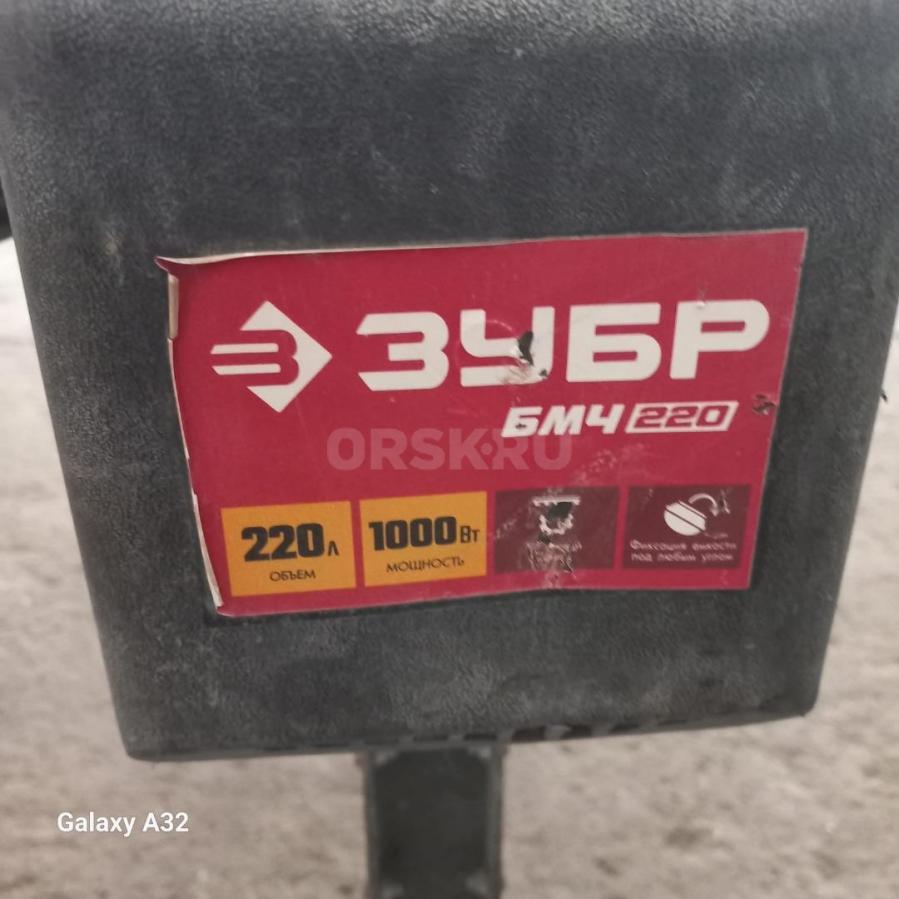 ЗУБР
БМЧ 220
ORSK.RU
220л
ОБЪЕМ
1000Вт
МОЩНОСТЬ
Фиксация емкости
под любым углом
Galaxy A32